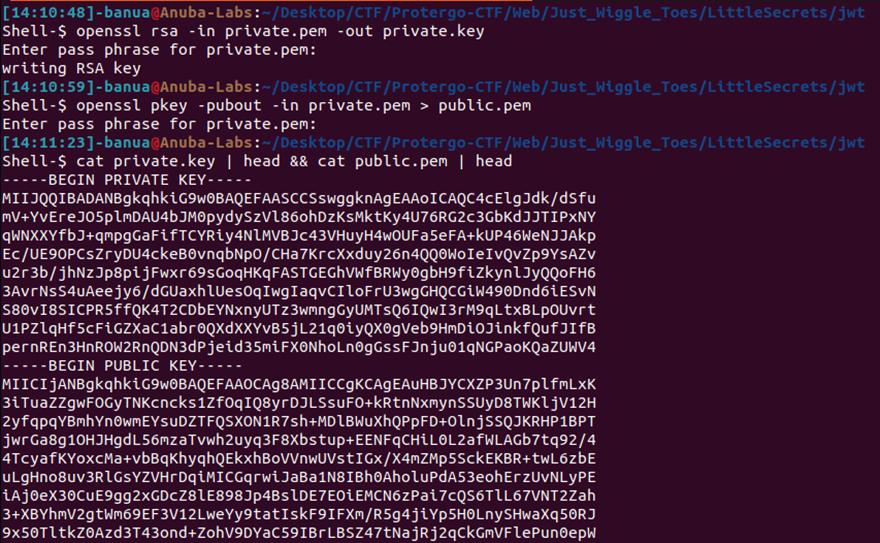 [14:10:48]-banua@Anuba-Labs:~/Desktop/CTF/Protergo-CTF/Web/Just_Wiggle_Toes/LittleSecrets/jwt
Shell-$ openssl rsa -in private.pem -out private.key
Enter pass phrase for private.pem:
writing RSA key
[14:10:59]-banua@Anuba-Labs:~/Desktop/CTF/Protergo-CTF/Web/Just_Wiggle_Toes/LittleSecrets/jwt
Shell-$ openssl pkey -pubout -in private.pem > public.pem
Enter pass phrase for private.pem:
[14:11:23]-banua@Anuba-Labs:~/Desktop/CTF/Protergo-CTF/Web/Just_Wiggle_Toes/LittleSecrets/jwt
Shell-$ cat private.key | head && cat public.pem | head
-----BEGIN PRIVATE KEY-----
MIIJQQIBADANBgkqhkiG9w0BAQEFAASCCSswggknAgEAAoICAQC4cElgJdk/dSfu
mV+YvEreJO5plmDAU4bJM0pydySzVl86ohDzKsMktKy4U76RG2c3GbKdJJTIPxNY
qWNXXYfbJ+qmpgGaFifTCYRiy4NlMVBJc43VHuyH4wOUFa5eFA+kUP46WeNJJAkp
Ec/UE9OPCsZryDU4ckeB0vnqbNpO/CHa7KrcXxduy26n4QQ0WoIeIvQvZp9YsAZv
u2r3b/jhNzJp8pijFwxr69sGoqHKqFASTGEGhVWfBRWy0gbH9fiZkynlJyQQoFH6
3AvrNsS4uAeejy6/dGUaxhlUesOqIwgIaqvCIloFrU3wgGHQCGiW490Dnd6iESvN
S80vI8SICPR5ffQK4T2CDbEYNxnyUTz3wmngGyUMTsQ6IQwI3rM9qLtxBLpOUvrt
U1PZlqHf5cFiGZXaC1abr0QXdXXYvB5jL21q0iyQX0gVeb9HmDiOJinkfQufJIfB
pernREn3HnROW2RnQDN3dPjeid35miFX0NhoLn0gGssFJnju01qNGPaoKQaZUWV4
-----BEGIN PUBLIC KEY-----
MIICIjANBgkqhkiG9w0BAQEFAAOCAg8AMIICCgKCAgEAuHBJYCXZP3Un7plfmLxK
3iTuaZZgwFOGyTNKcncks1ZfOqIQ8yrDJLSsuFO+kRtnNxmynSSUyD8TWKljV12H
2yfqpqYBmhYn0wmEYsuDZTFQSXON1R7sh+MDlBWuXhQPpFD+OlnjSSQJKRHP1BPT
jwrGa8g1OHJHgdL56mzaTvwh2uyq3F8Xbstup+EENFqCHiL0L2afWLAGb7tq92/4
4TcyafKYoxcMa+vbBqKhyqhQEkxhBoVVnwUVstIGx/X4mZMp5SckEKBR+twL6zbE
uLgHno8uv3RlGsYZVHrDqiMICGqrwiJaBa1N8IBh0AholuPdA53eohErzUvNLyPE
iAj0eX30CuE9gg2xGDcZ8lE898Jp4BslDE7EOiEMCN6zPai7cQS6TlL67VNT2Zah
3+XBYhmV2gtWm69EF3V12LweYy9tatIskF9IFXm/R5g4jiYp5H0LnySHwaXq50RJ
9x50TltkZ0Azd3T43ond+ZohV9DYaC59IBrLBSZ47tNajRj2qCkGmVFlePun0epW